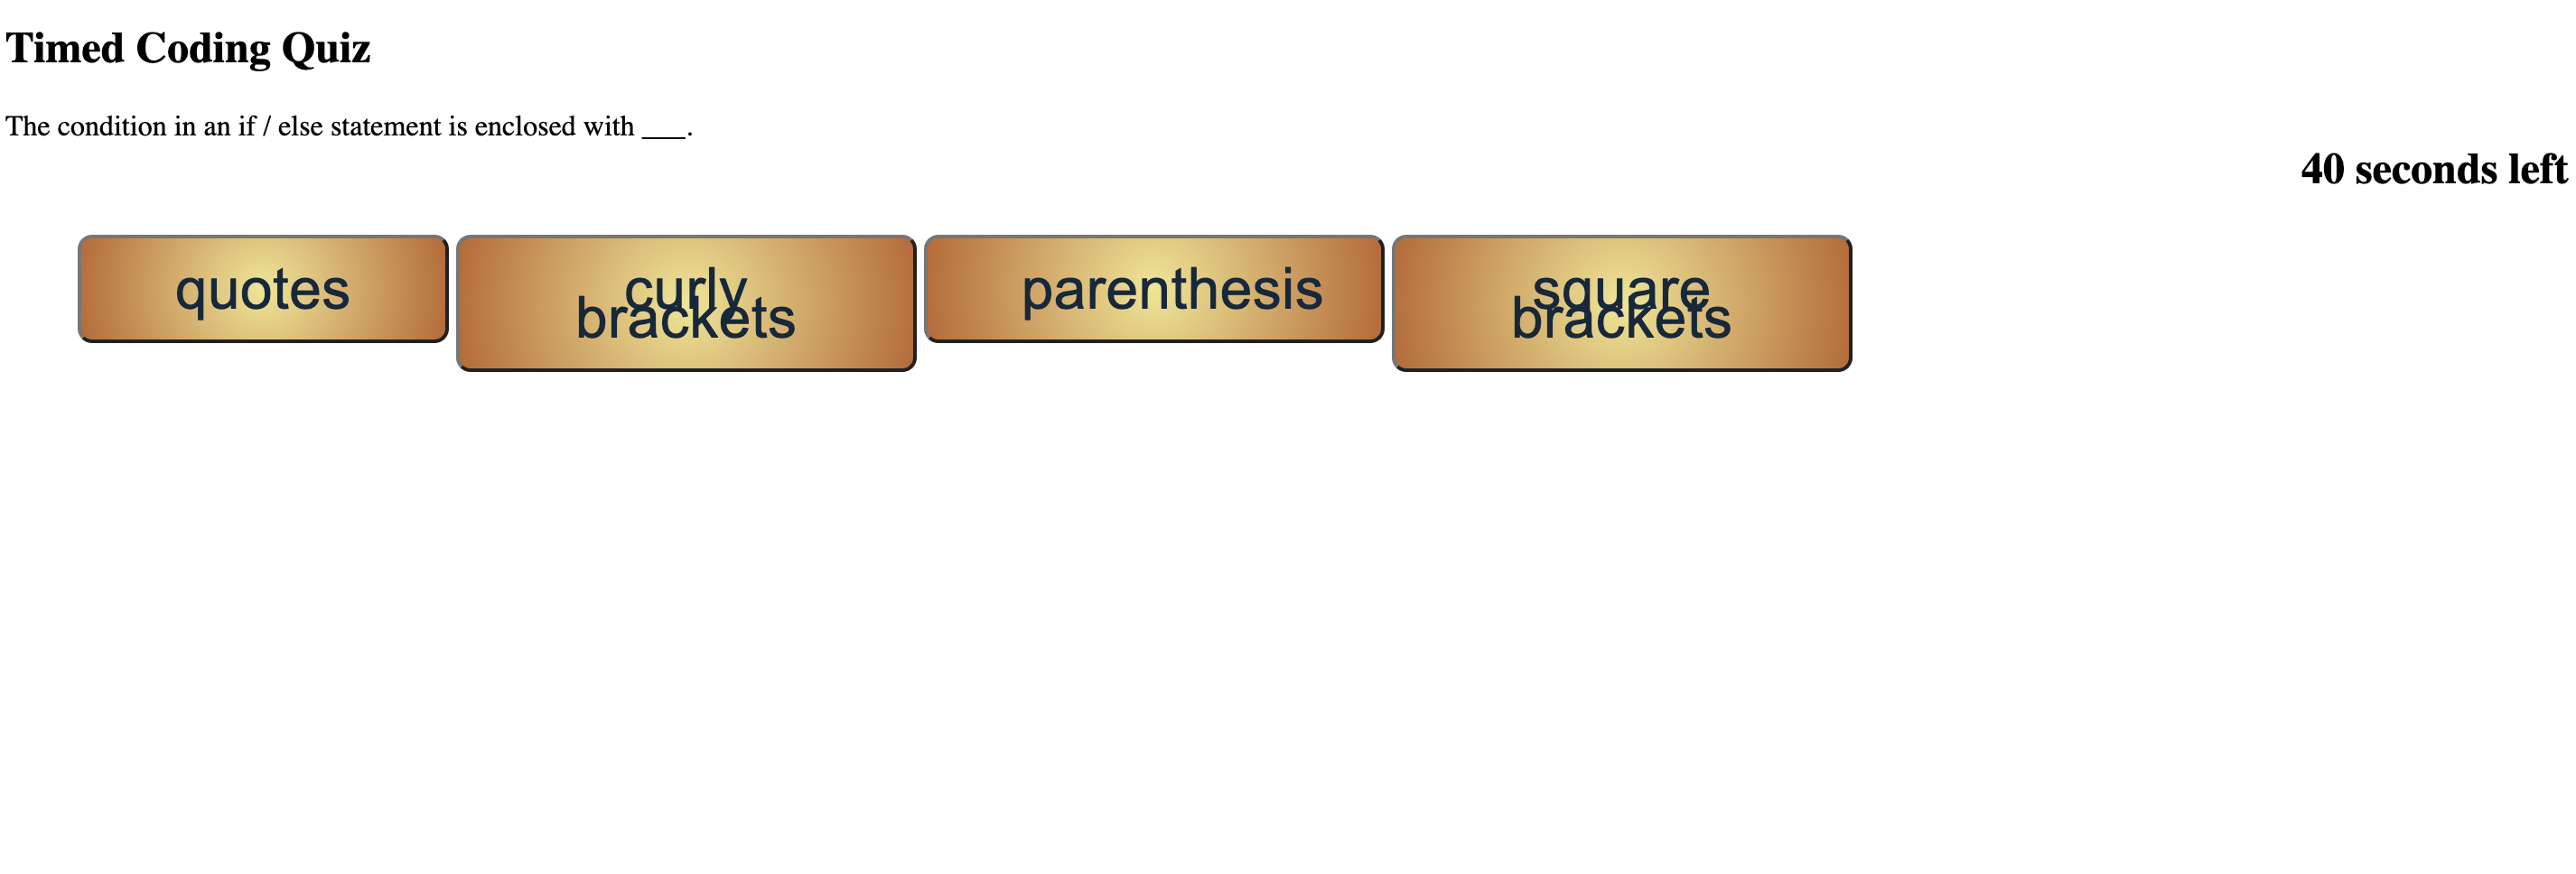 Timed Coding Quiz
The condition in an if / else statement is enclosed with ___.
40 seconds left
quotes
curly
brackets
parenthesis
square
brackets